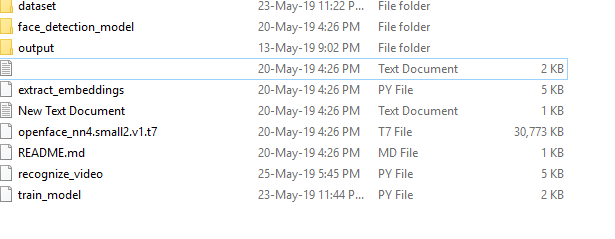 dataset 23-May-19 11:22 P... File folder
face_detection_model 20-May-19 4:26 PM File folder
output 13-May-19 9:02 PM File folder
20-May-19 4:26 PM Text Document 2 KB
extract_embeddings 20-May-19 4:26 PM PY File 5 KB
New Text Document 20-May-19 4:26 PM Text Document 1 KB
openface_nn4.small2.v1.t7 20-May-19 4:26 PM T7 File 30,773 KB
README.md 20-May-19 4:26 PM MD File 1 KB
recognize_video 25-May-19 5:45 PM PY File 5 KB
train_model 23-May-19 11:44 P... PY File 2 KB